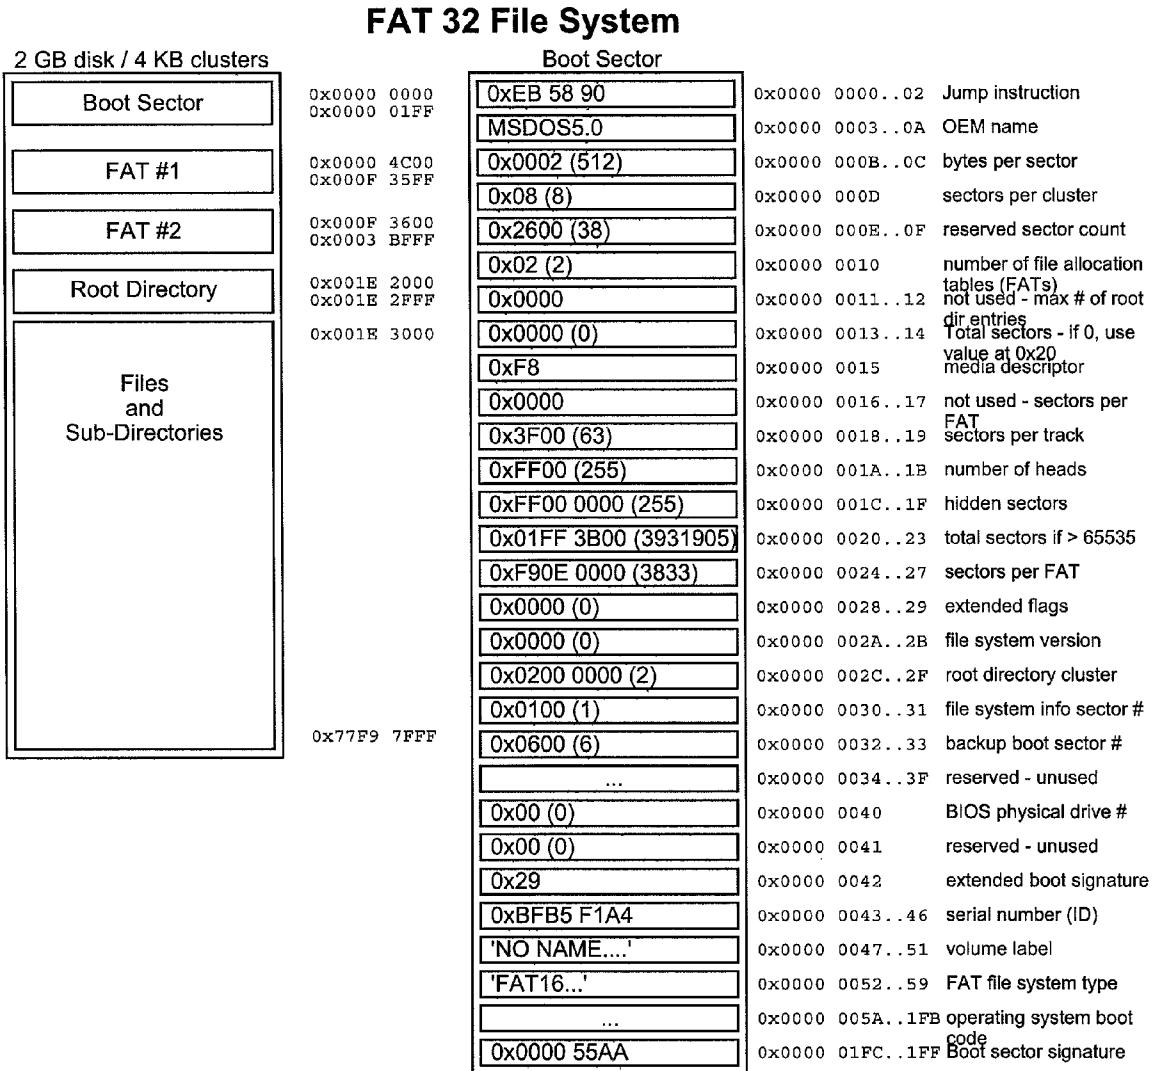 FAT 32 File System
2 GB disk / 4 KB clusters
Boot Sector
0x0000 0000
0x0000 01FF
FAT #1
0x0000 4C00
0x000F 35FF
FAT #2
0x000F 3600
0x0003 BFFF
Root Directory
0x001E 2000
0x001E 2FFF
0x001E 3000
Files
and
Sub-Directories
0x77F9 7FFF
Boot Sector
0xEB 58 90 0x0000 0000..02 Jump instruction
MSDOS5.0 0x0000 0003..0A OEM name
0x0002 (512) 0x0000 000B..0C bytes per sector
0x08 (8) 0x0000 000D sectors per cluster
0x2600 (38) 0x0000 000E..0F reserved sector count
0x02 (2) 0x0000 0010 number of file allocation
tables (FATs)
0x0000 0x0000 0011..12 not used - max # of root
dir entries
0x0000 (0) 0x0000 0013..14 Total sectors - if 0, use
value at 0x20
0xF8 0x0000 0015 media descriptor
0x0000 0x0000 0016..17 not used - sectors per
FAT
0x3F00 (63) 0x0000 0018..19 sectors per track
0xFF00 (255) 0x0000 001A..1B number of heads
0xFF00 0000 (255) 0x0000 001C..1F hidden sectors
0x01FF 3B00 (3931905) 0x0000 0020..23 total sectors if > 65535
0xF90E 0000 (3833) 0x0000 0024..27 sectors per FAT
0x0000 (0) 0x0000 0028..29 extended flags
0x0000 (0) 0x0000 002A..2B file system version
0x0200 0000 (2) 0x0000 002C..2F root directory cluster
0x0100 (1) 0x0000 0030..31 file system info sector #
0x0600 (6) 0x0000 0032..33 backup boot sector #
... 0x0000 0034..3F reserved - unused
0x00 (0) 0x0000 0040 BIOS physical drive #
0x00 (0) 0x0000 0041 reserved - unused
0x29 0x0000 0042 extended boot signature
0xBFB5 F1A4 0x0000 0043..46 serial number (ID)
'NO NAME....' 0x0000 0047..51 volume label
'FAT16...' 0x0000 0052..59 FAT file system type
... 0x0000 005A..1FB operating system boot
code
0x0000 55AA 0x0000 01FC..1FF Boot sector signature